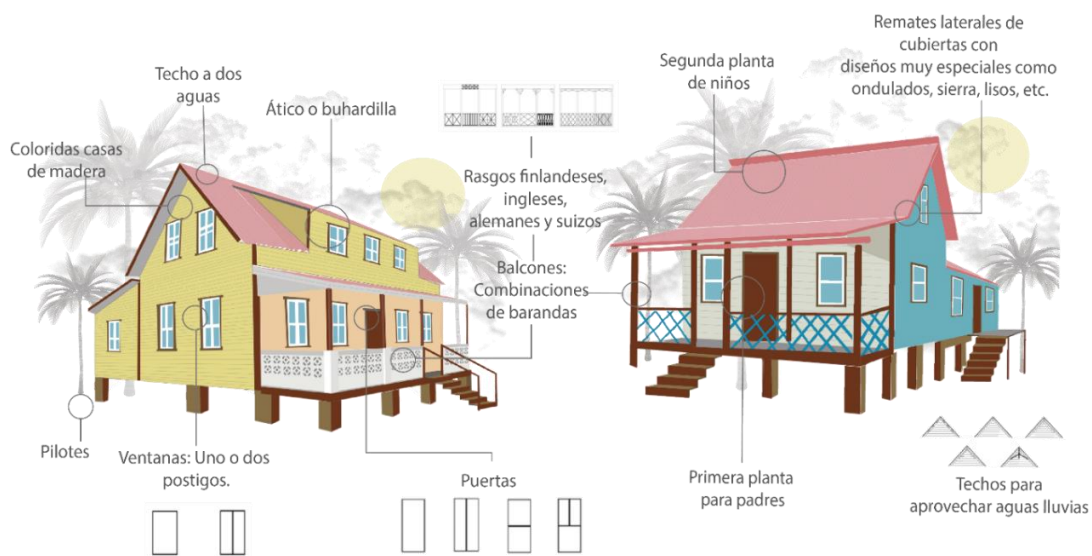 Techo a dos
aguas
Ático o buhardilla
Coloridas casas
de madera
Rasgos finlandeses,
ingleses,
alemanes y suizos
Balcones:
Combinaciones
de barandas
Pilotes
Ventanas: Uno o dos
postigos.
Puertas
Segunda planta
de niños
Remates laterales de
cubiertas con
diseños muy especiales como
ondulados, sierra, lisos, etc.
Primera planta
para padres
Techos para
aprovechar aguas lluvias